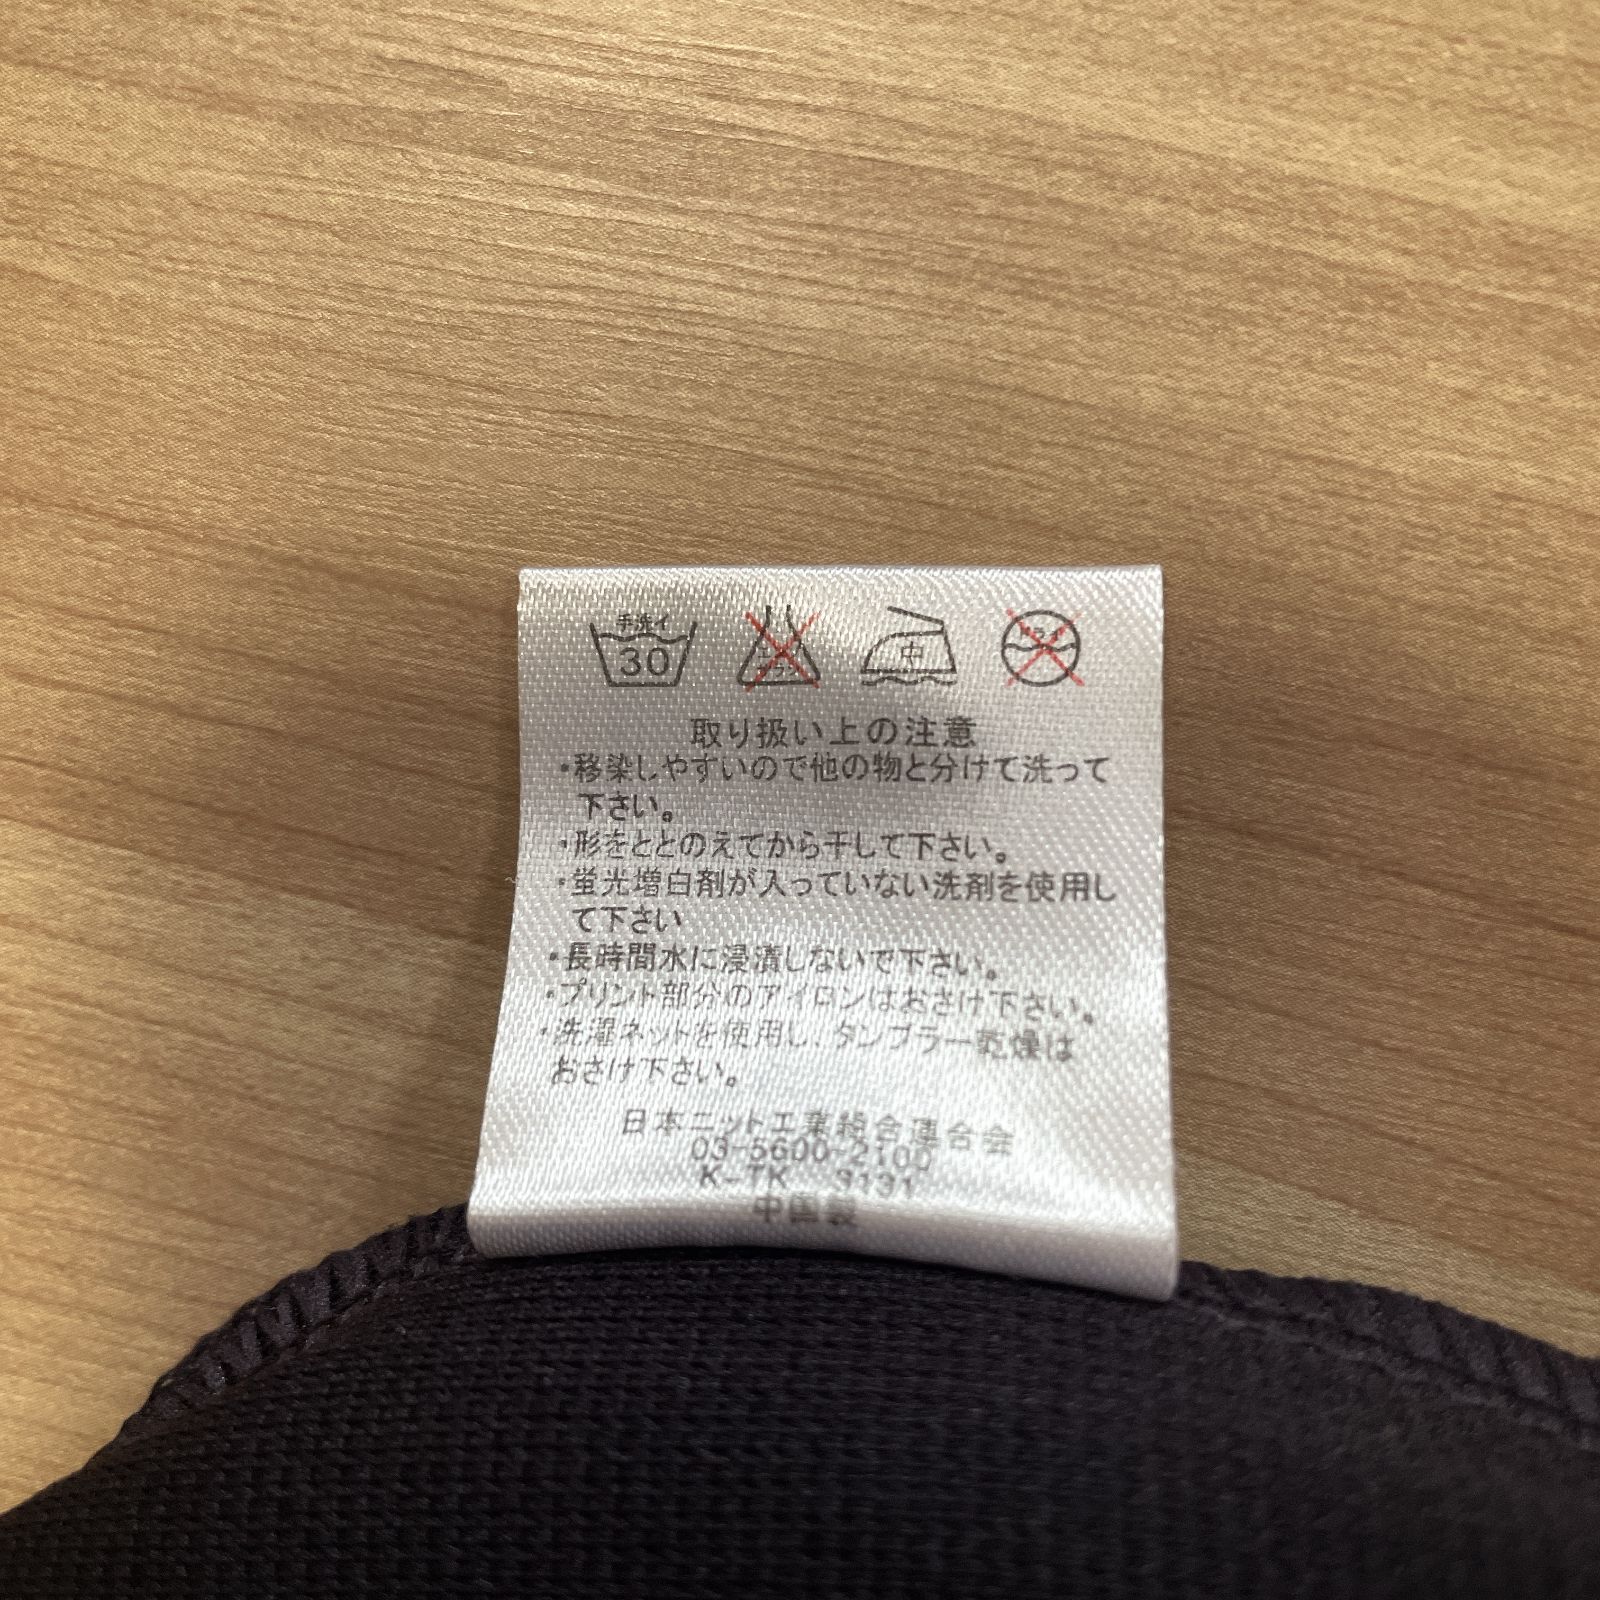 手洗イ
30
中
取り扱い上の注意
・移染しやすいので他の物と分けて洗って
下さい。
・形をととのえてから干して下さい。
・蛍光増白剤が入っていない洗剤を使用し
て下さい
・長時間水に浸漬しないで下さい。
・プリント部分のアイロンはおさけ下さい。
・洗濯ネットを使用し、タンブラー乾燥は
おさけ下さい。
日本ニット工業組合連合会
03-5600-2100
K-TK 3131
中国製